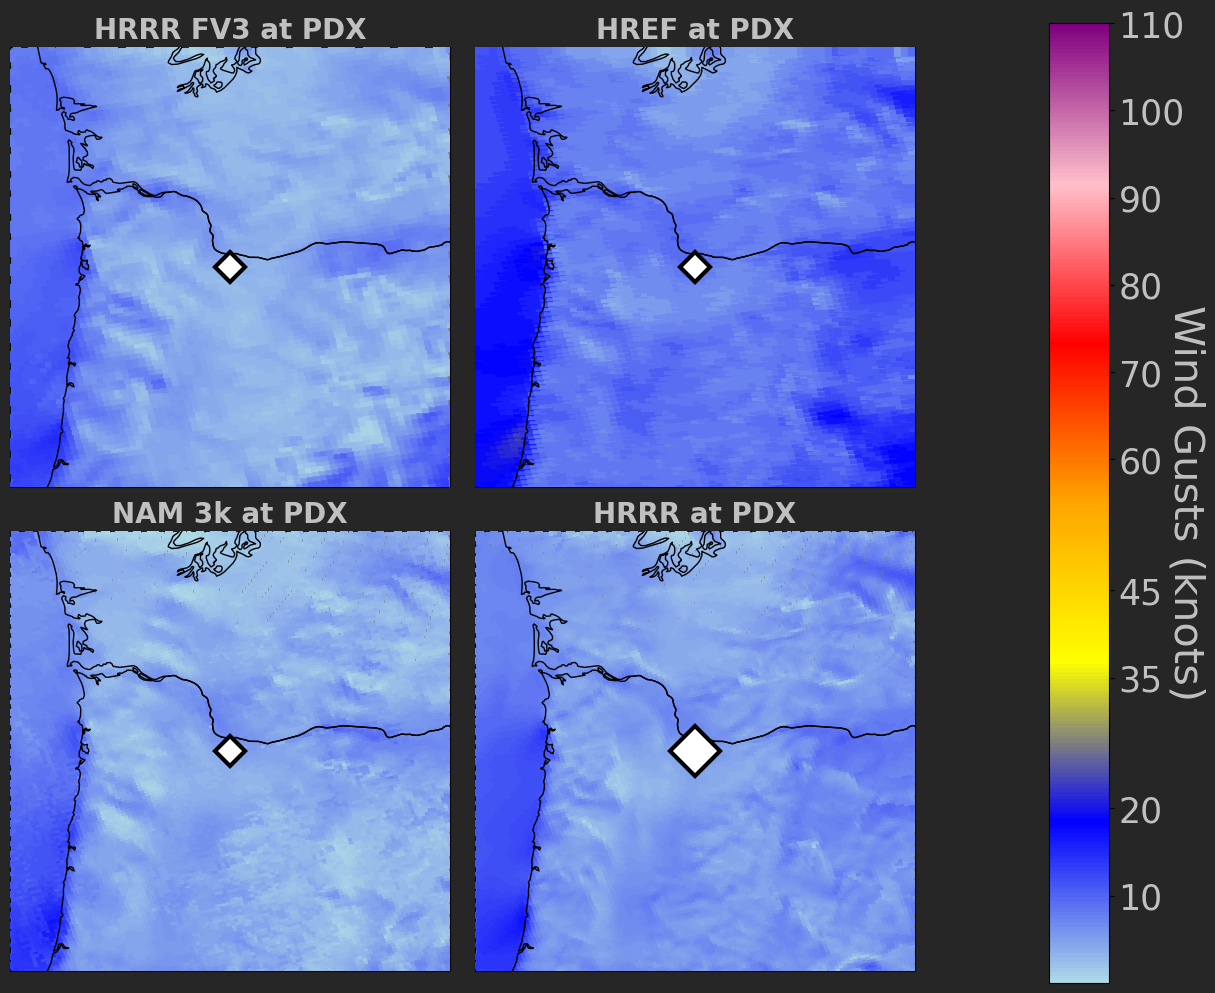 HRRR FV3 at PDX
HREF at PDX
NAM 3k at PDX
HRRR at PDX
110
100
90
80
70
60
45
35
20
10
Wind Gusts (knots)